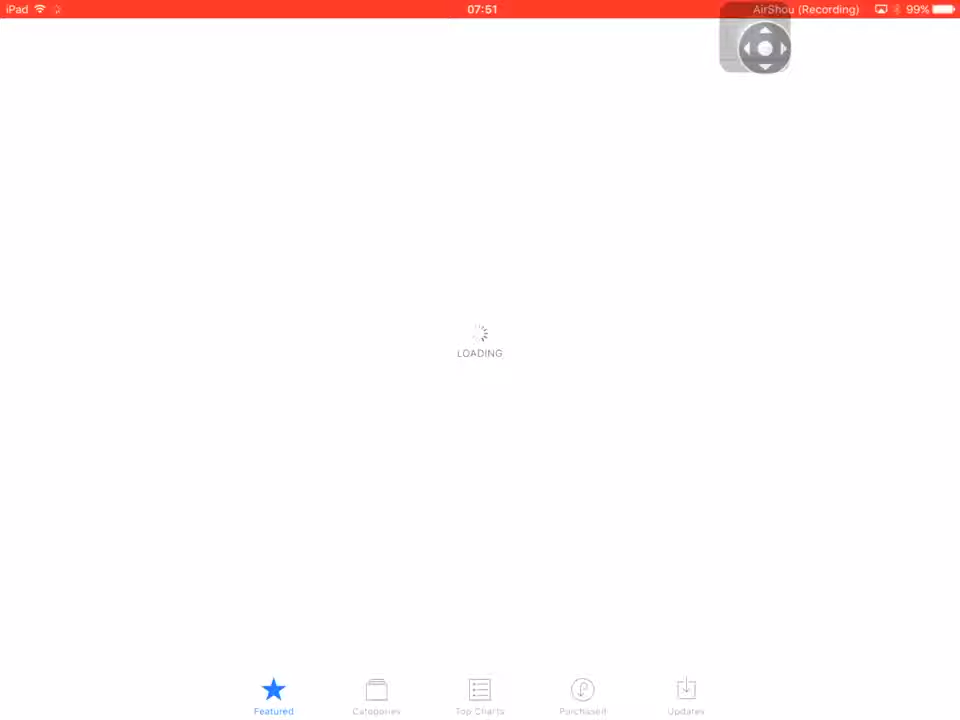 iPad 07:51 AirShou (Recording) 99%
LOADING
Featured Categories Top Charts Purchased Updates